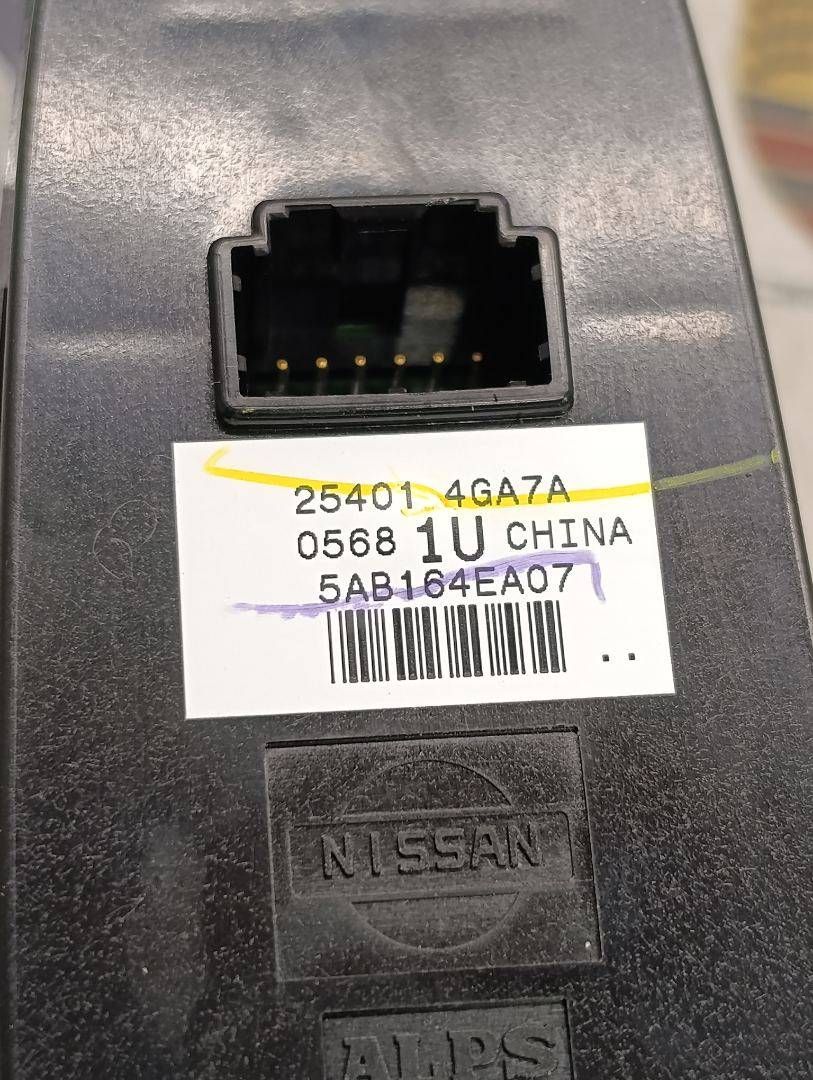 25401 4GA7A
0568 1U CHINA
5AB164EA07
NISSAN
ALPS